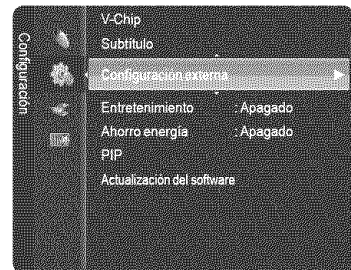 Configuración
V-Chip
Subtítulo
Configuración externa
Entretenimiento : Apagado
Ahorro energía : Apagado
PIP
Actualización del software